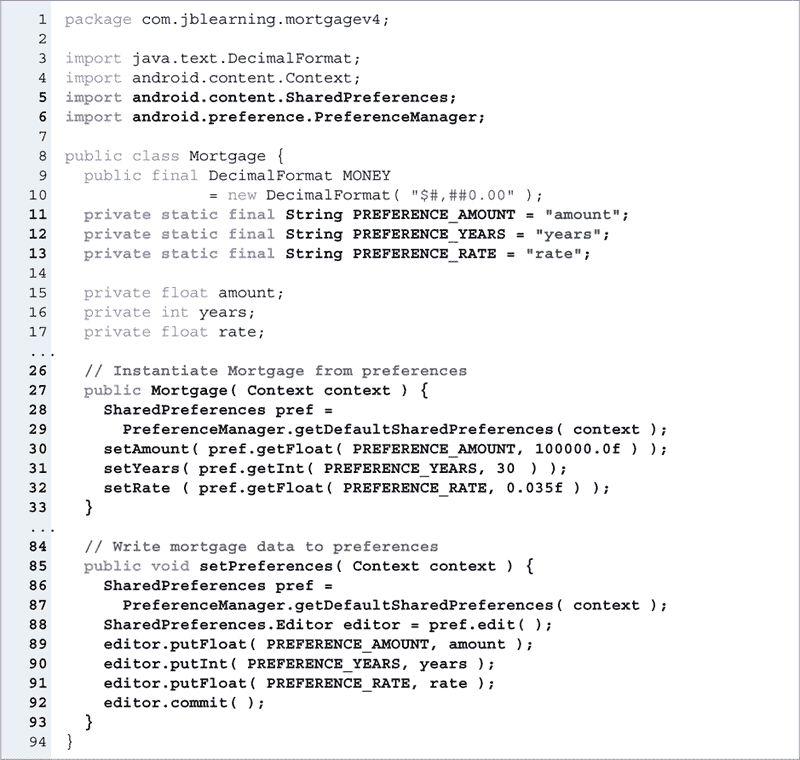 1 package com.jblearning.mortgagev4;
2
3 import java.text.DecimalFormat;
4 import android.content.Context;
5 import android.content.SharedPreferences;
6 import android.preference.PreferenceManager;
7
8 public class Mortgage {
9   public final DecimalFormat MONEY
10                = new DecimalFormat( "$#,##0.00" );
11   private static final String PREFERENCE_AMOUNT = "amount";
12   private static final String PREFERENCE_YEARS = "years";
13   private static final String PREFERENCE_RATE = "rate";
14
15   private float amount;
16   private int years;
17   private float rate;
...
26   // Instantiate Mortgage from preferences
27   public Mortgage( Context context ) {
28     SharedPreferences pref =
29       PreferenceManager.getDefaultSharedPreferences( context );
30     setAmount( pref.getFloat( PREFERENCE_AMOUNT, 100000.0f ) );
31     setYears( pref.getInt( PREFERENCE_YEARS, 30 ) );
32     setRate ( pref.getFloat( PREFERENCE_RATE, 0.035f ) );
33   }
...
84   // Write mortgage data to preferences
85   public void setPreferences( Context context ) {
86     SharedPreferences pref =
87       PreferenceManager.getDefaultSharedPreferences( context );
88     SharedPreferences.Editor editor = pref.edit( );
89     editor.putFloat( PREFERENCE_AMOUNT, amount );
90     editor.putInt( PREFERENCE_YEARS, years );
91     editor.putFloat( PREFERENCE_RATE, rate );
92     editor.commit( );
93   }
94 }